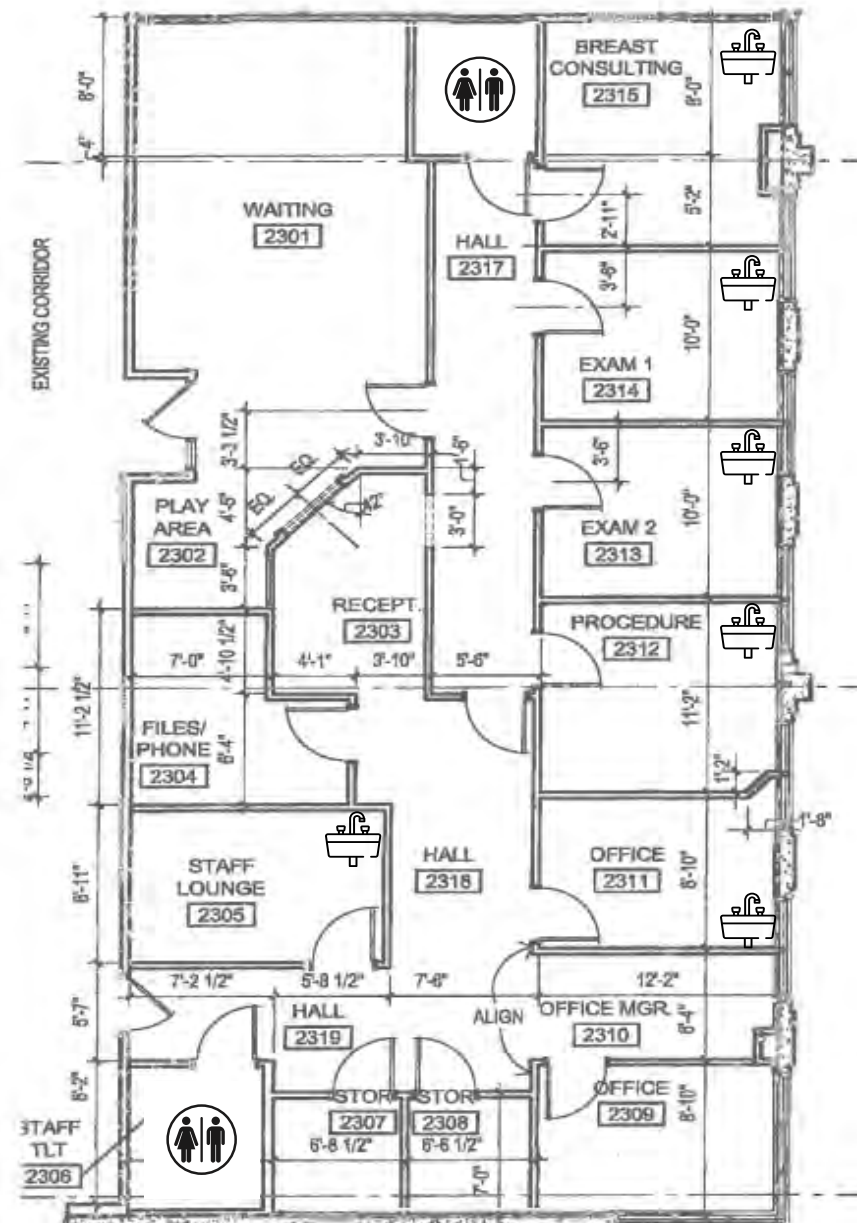 BREAST
CONSULTING
2315
8'-0"
8'-0"
5'-2"
2'-11"
WAITING
2301
HALL
2317
3'-6"
EXISTING CORRIDOR
10'-0"
EXAM 1
2314
3'-3 1/2"
3'-10"
1'-6"
3'-6"
EQ.
EQ.
42"
PLAY
AREA
2302
4'-5"
3'-0"
10'-0"
EXAM 2
2313
3'-6"
RECEPT.
2303
PROCEDURE
2312
7'-0"
4'-10 1/2"
4'-1"
3'-10"
5'-6"
11'-2 1/2"
11'-2"
FILES/
PHONE
2304
6'-4"
1'-2"
1'-8"
STAFF
LOUNGE
2305
6'-11"
HALL
2318
OFFICE
2311
8'-10"
7'-2 1/2"
5'-8 1/2"
7'-6"
12'-2"
5'-7"
HALL
2319
ALIGN
OFFICE MGR.
2310
6'-4"
8'-2"
STOR
2307
STOR
2308
OFFICE
2309
8'-10"
TLT
2306
6'-8 1/2"
6'-6 1/2"
7'-0"